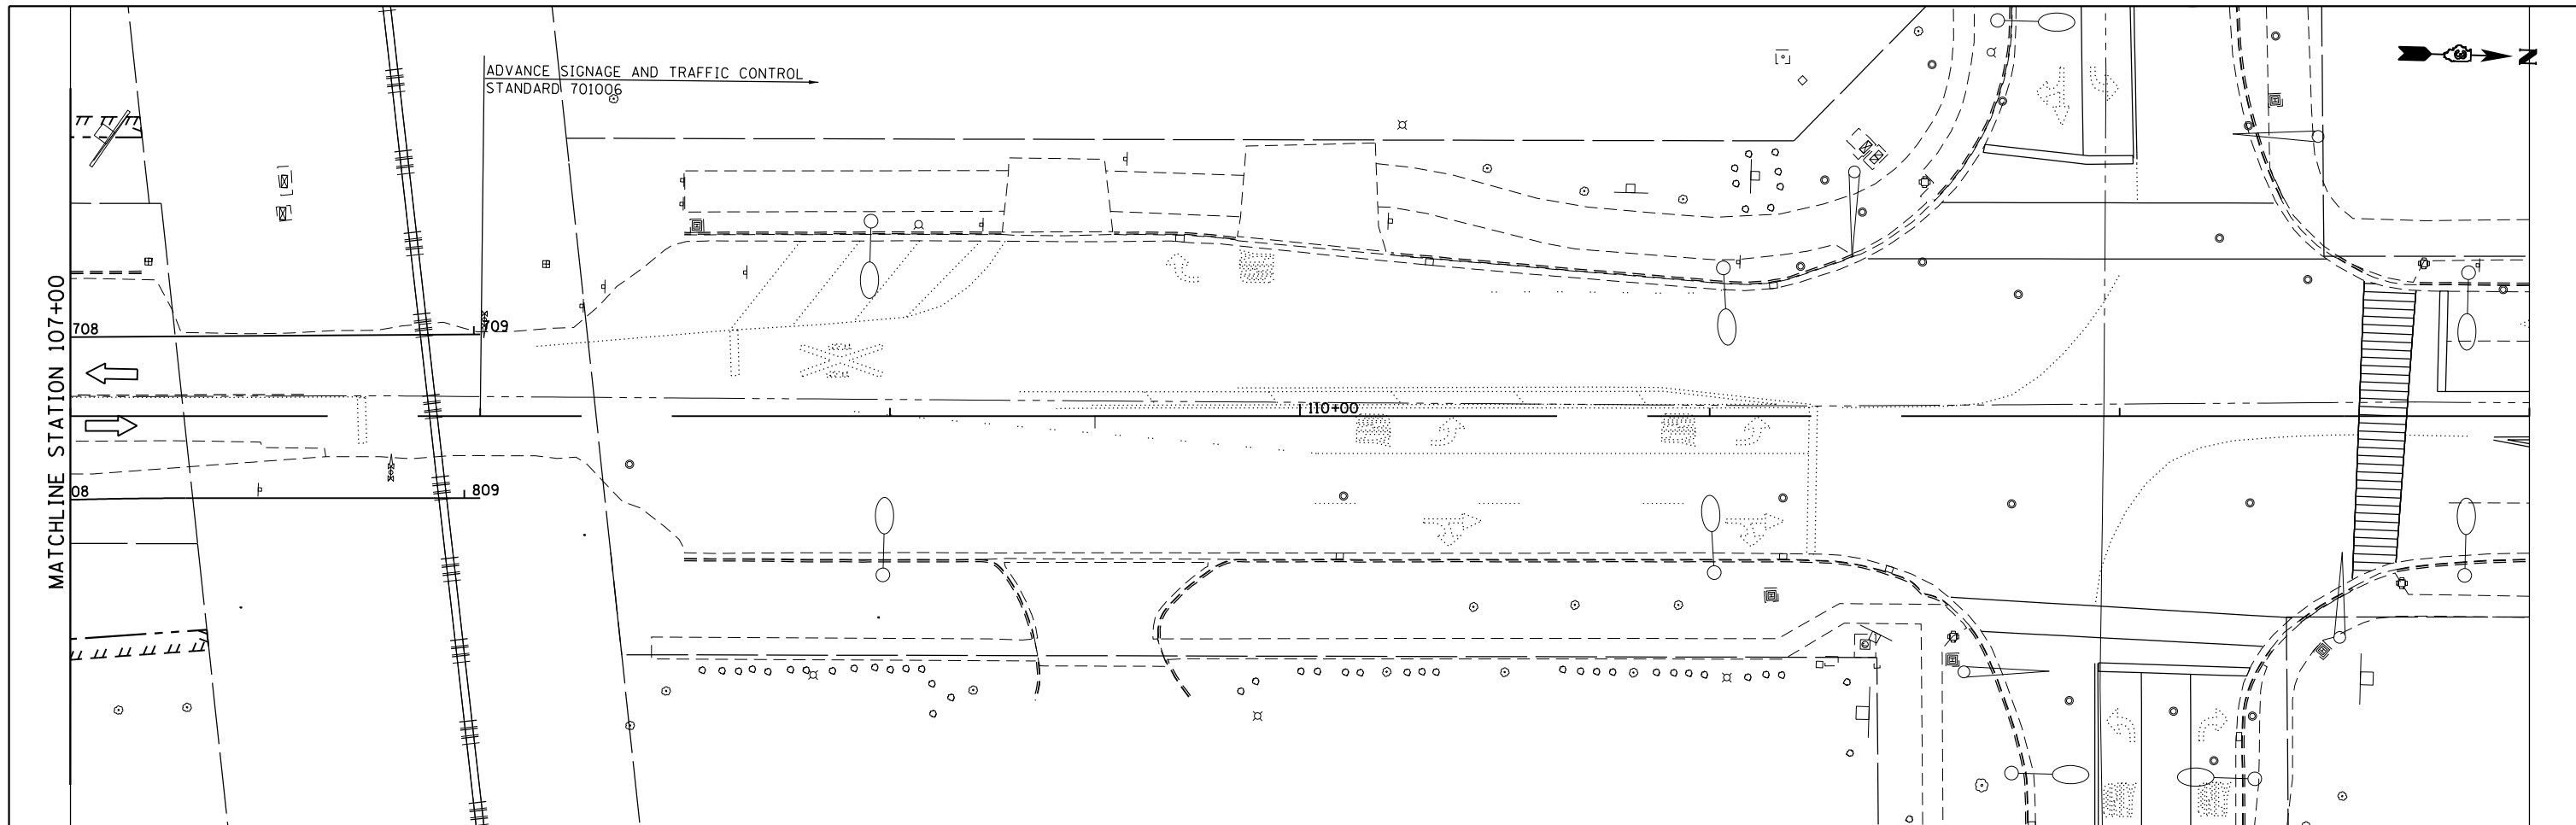 ADVANCE SIGNAGE AND TRAFFIC CONTROL
STANDARD 701006
N
MATCHLINE STATION 107+00
708
709
110+00
08
809